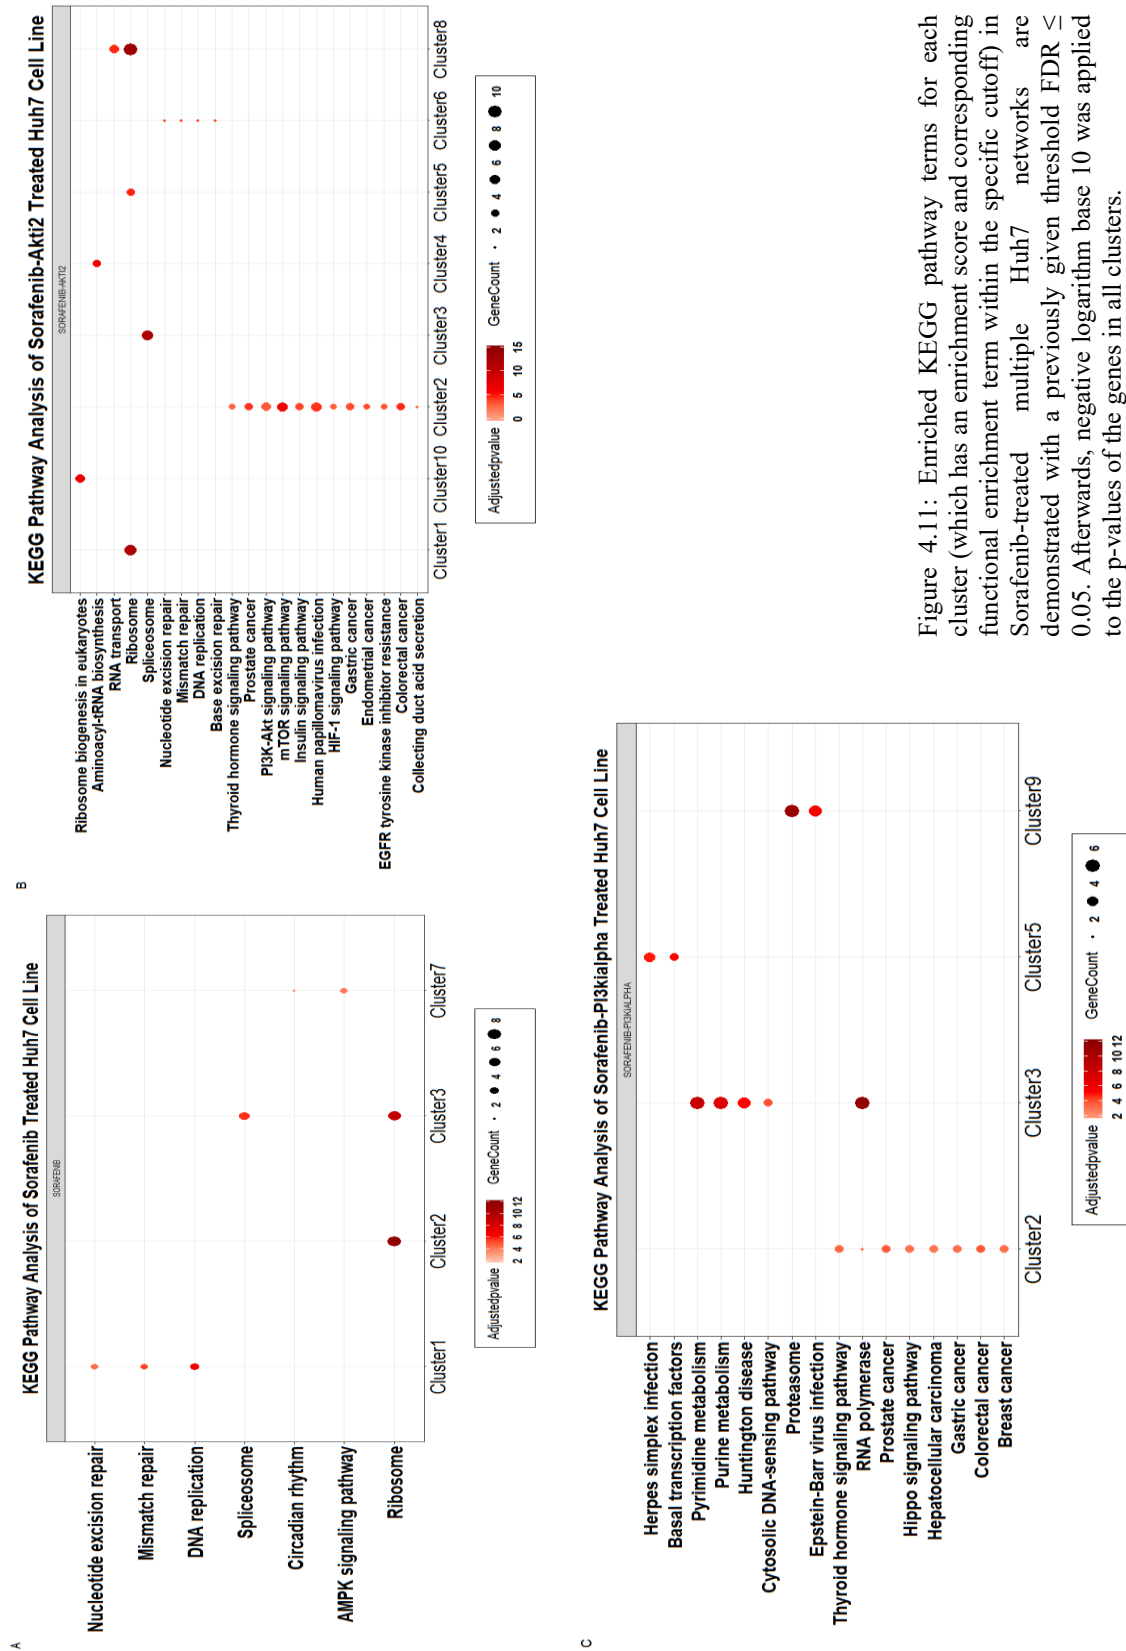 A
KEGG Pathway Analysis of Sorafenib Treated Huh7 Cell Line
SORAFENIB
Nucleotide excision repair
Mismatch repair
DNA replication
Spliceosome
Circadian rhythm
AMPK signaling pathway
Ribosome
Cluster1 Cluster2 Cluster3 Cluster7
Adjustedpvalue 2 4 6 8 10 12 GeneCount 2 4 6 8
B
KEGG Pathway Analysis of Sorafenib-Akti2 Treated Huh7 Cell Line
SORAFENIB-AKTI2
Ribosome biogenesis in eukaryotes
Aminoacyl-tRNA biosynthesis
RNA transport
Ribosome
Spliceosome
Nucleotide excision repair
Mismatch repair
DNA replication
Base excision repair
Thyroid hormone signaling pathway
Prostate cancer
PI3K-Akt signaling pathway
mTOR signaling pathway
Insulin signaling pathway
Human papillomavirus infection
HIF-1 signaling pathway
Gastric cancer
Endometrial cancer
EGFR tyrosine kinase inhibitor resistance
Colorectal cancer
Collecting duct acid secretion
Cluster1 Cluster10 Cluster2 Cluster3 Cluster4 Cluster5 Cluster6 Cluster8
Adjustedpvalue 0 5 10 15 GeneCount 2 4 6 8 10
C
KEGG Pathway Analysis of Sorafenib-PI3kialpha Treated Huh7 Cell Line
SORAFENIB-PI3KIALPHA
Herpes simplex infection
Basal transcription factors
Pyrimidine metabolism
Purine metabolism
Huntington disease
Cytosolic DNA-sensing pathway
Proteasome
Epstein-Barr virus infection
Thyroid hormone signaling pathway
RNA polymerase
Prostate cancer
Hippo signaling pathway
Hepatocellular carcinoma
Gastric cancer
Colorectal cancer
Breast cancer
Cluster2 Cluster3 Cluster5 Cluster9
Adjustedpvalue 2 4 6 8 10 12 GeneCount 2 4 6
Figure 4.11: Enriched KEGG pathway terms for each
cluster (which has an enrichment score and corresponding
functional enrichment term within the specific cutoff) in
Sorafenib-treated multiple Huh7 networks are
demonstrated with a previously given threshold FDR ≤
0.05. Afterwards, negative logarithm base 10 was applied
to the p-values of the genes in all clusters.